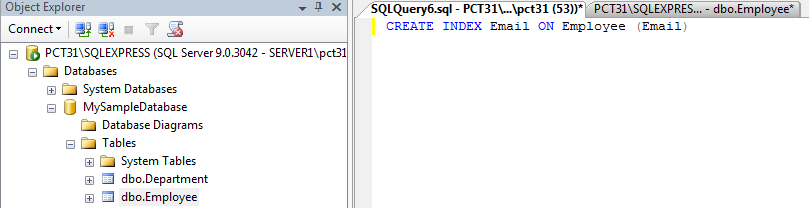 Object Explorer
Connect
PCT31\SQLEXPRESS (SQL Server 9.0.3042 - SERVER1\pct31
Databases
System Databases
MySampleDatabase
Database Diagrams
Tables
System Tables
dbo.Department
dbo.Employee
SQLQuery6.sql - PCT31\...\pct31 (53))*
PCT31\SQLEXPRES... - dbo.Employee*
CREATE INDEX Email ON Employee (Email)